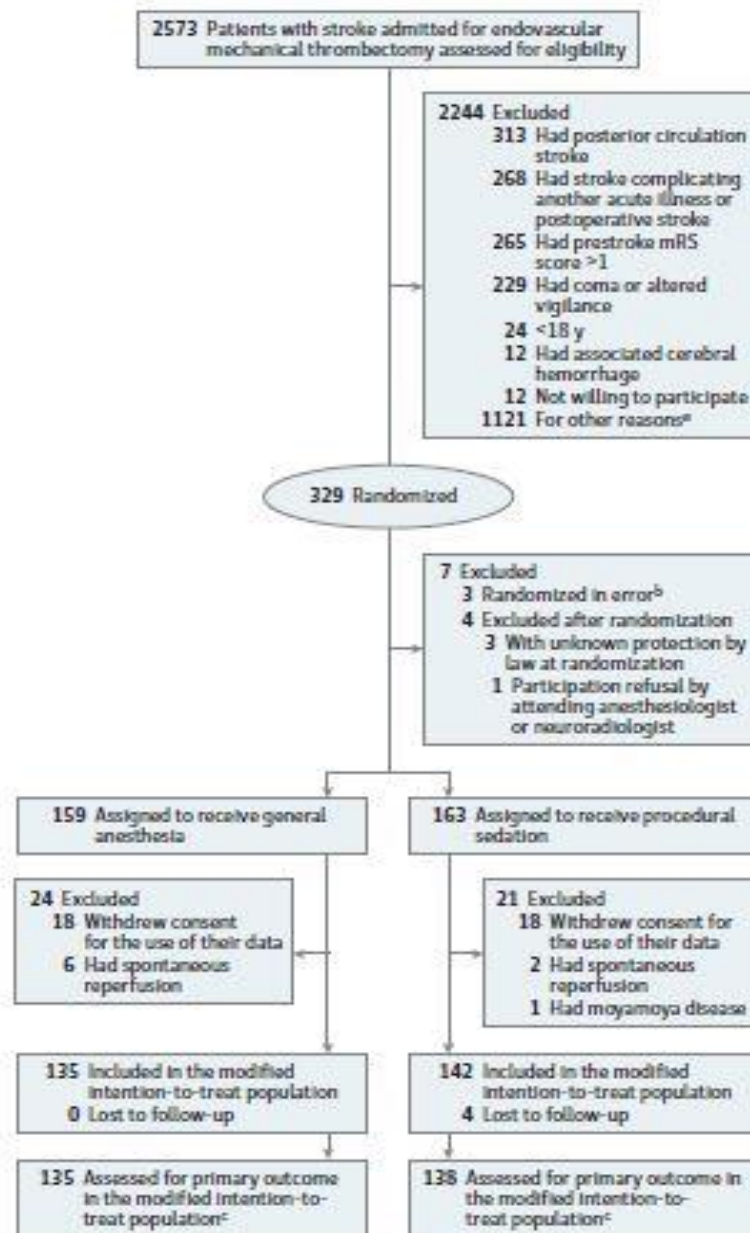 2573 Patients with stroke admitted for endovascular
mechanical thrombectomy assessed for eligibility
2244 Excluded
313 Had posterior circulation
stroke
268 Had stroke complicating
another acute illness or
postoperative stroke
265 Had prestroke mRS
score >1
229 Had coma or altered
vigilance
24 <18 y
12 Had associated cerebral
hemorrhage
12 Not willing to participate
1121 For other reasonsᵃ
329 Randomized
7 Excluded
3 Randomized in errorᵇ
4 Excluded after randomization
3 With unknown protection by
law at randomization
1 Participation refusal by
attending anesthesiologist
or neuroradiologist
159 Assigned to receive general
anesthesia
163 Assigned to receive procedural
sedation
24 Excluded
18 Withdrew consent
for the use of their data
6 Had spontaneous
reperfusion
21 Excluded
18 Withdrew consent for
the use of their data
2 Had spontaneous
reperfusion
1 Had moyamoya disease
135 Included in the modified
intention-to-treat population
0 Lost to follow-up
142 Included in the modified
intention-to-treat population
4 Lost to follow-up
135 Assessed for primary outcome
in the modified intention-to-
treat populationᶜ
138 Assessed for primary outcome in
the modified intention-to-
treat populationᶜ